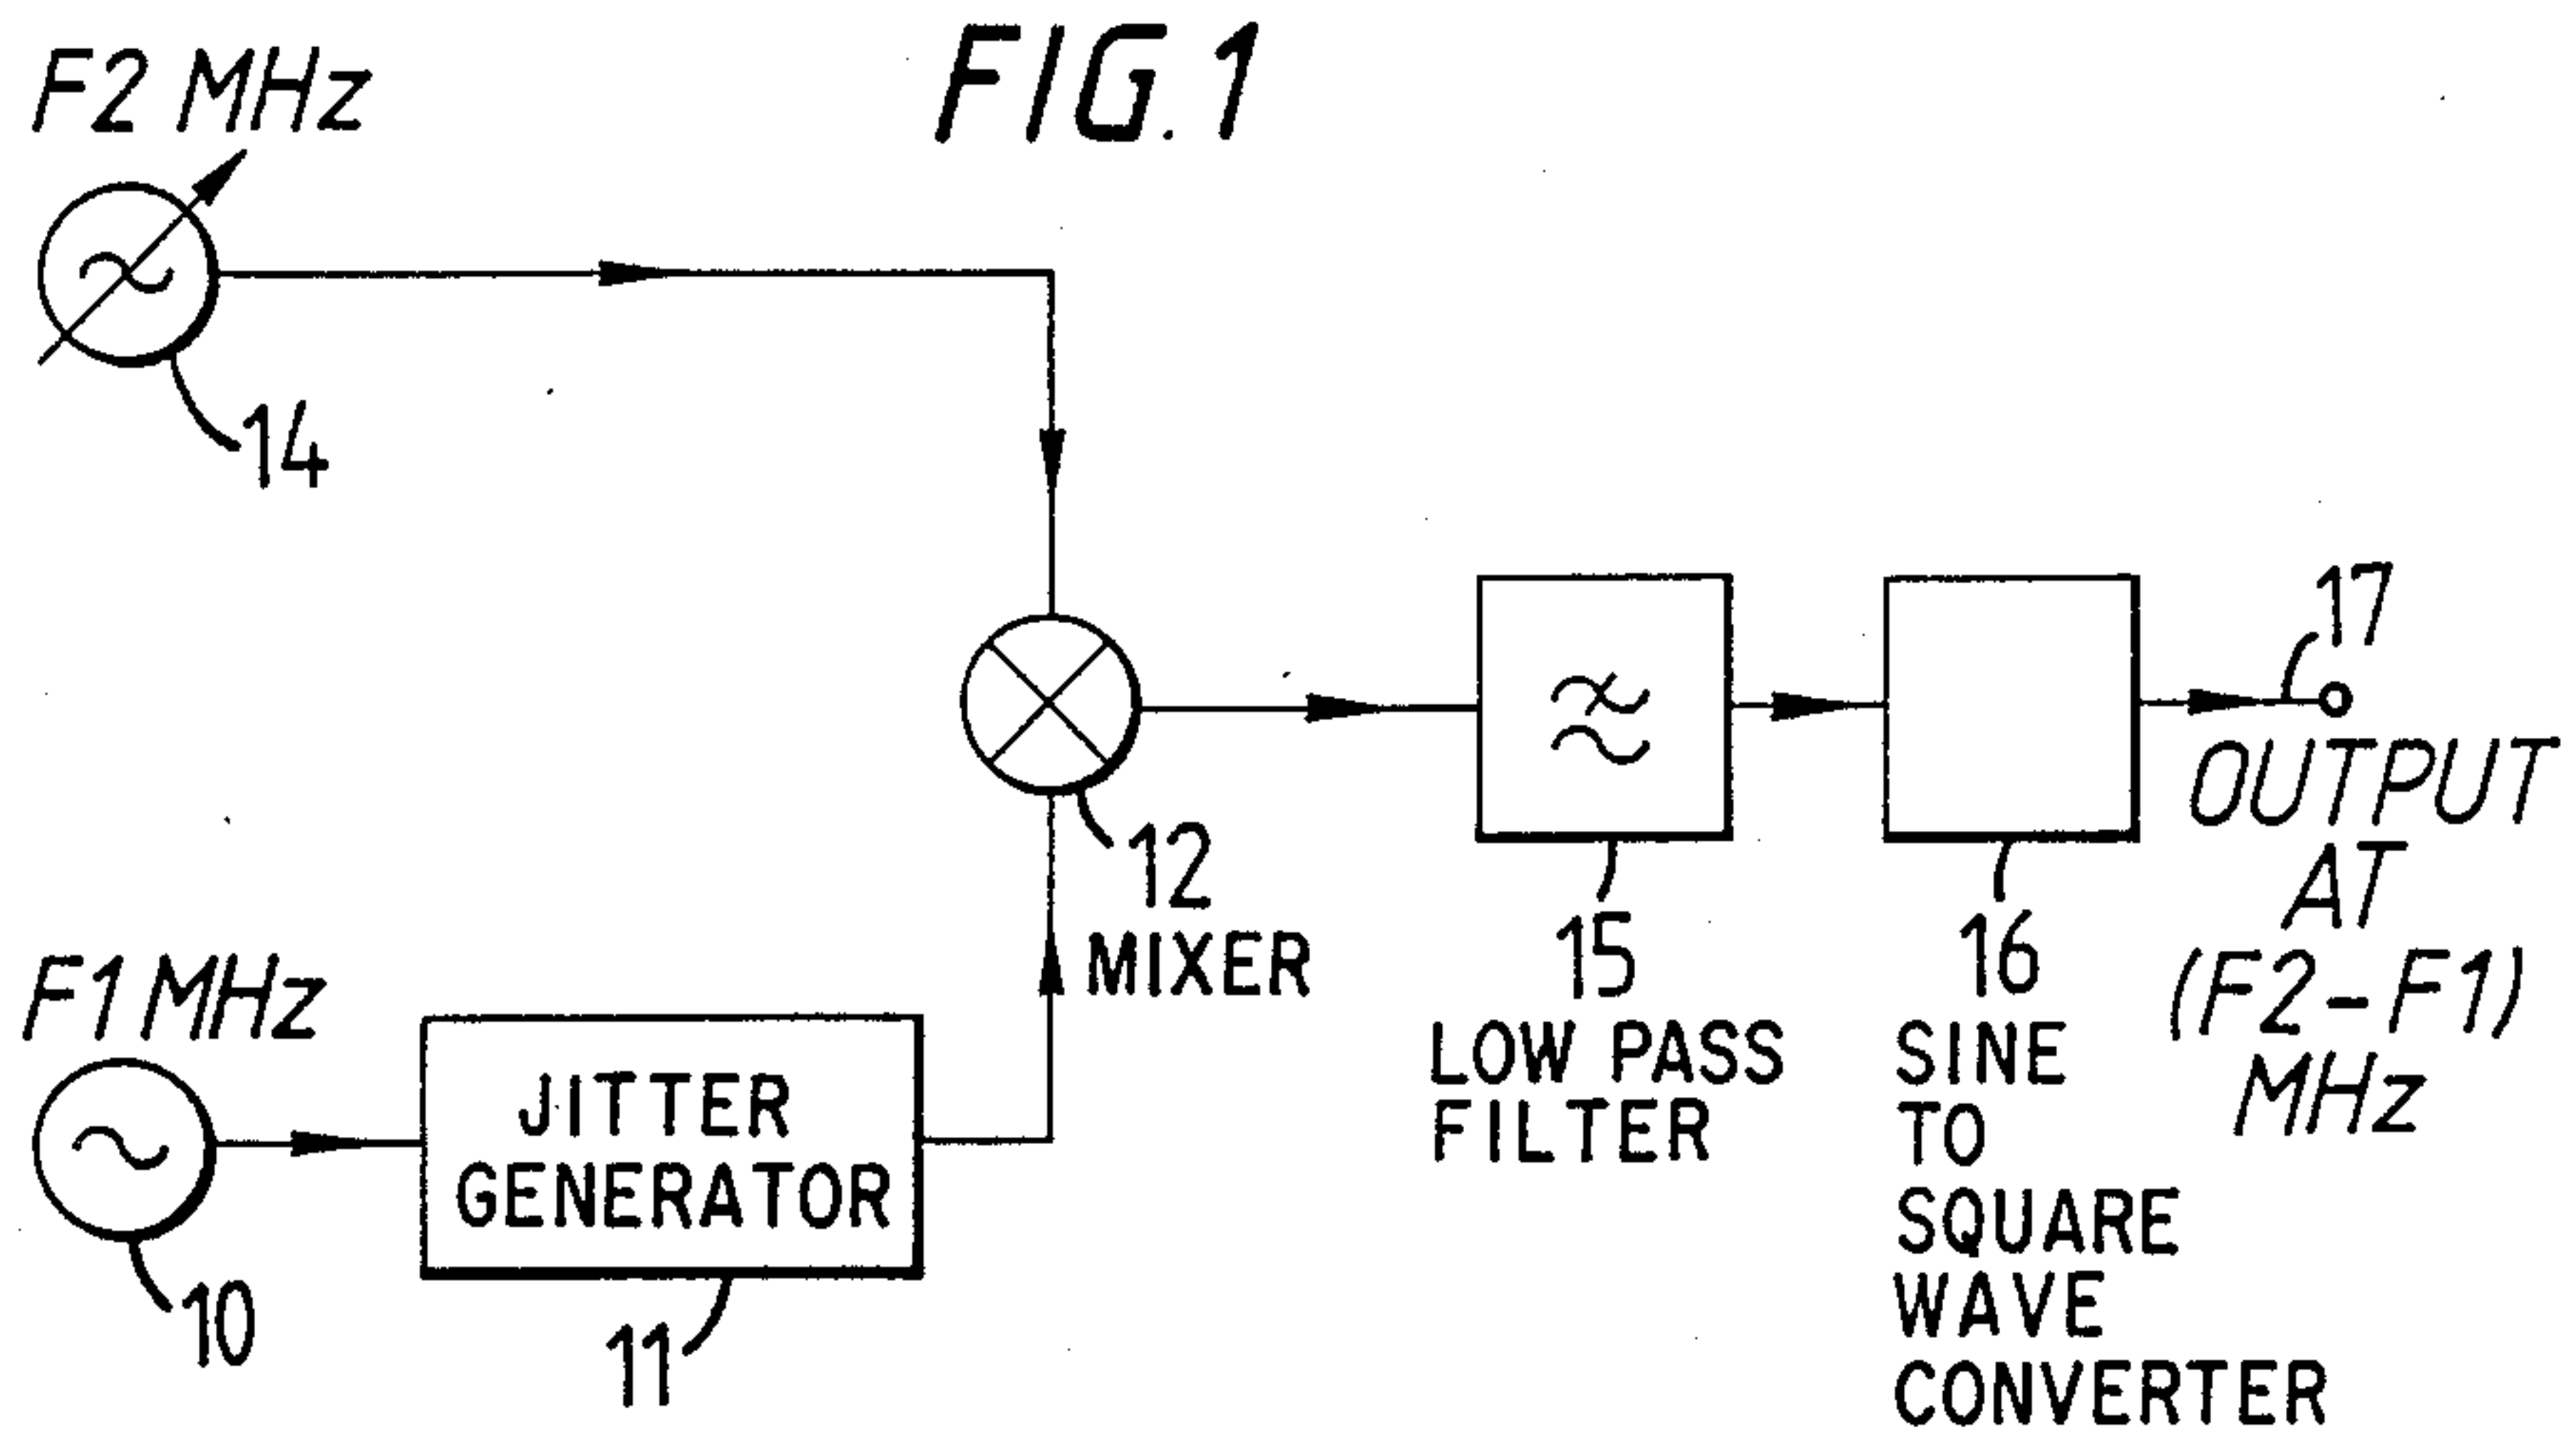 FIG.1
F2 MHz
14
17
OUTPUT
AT
(F2-F1)
MHz
12
MIXER
15
LOW PASS
FILTER
16
SINE
TO
SQUARE
WAVE
CONVERTER
F1 MHz
10
JITTER
GENERATOR
11